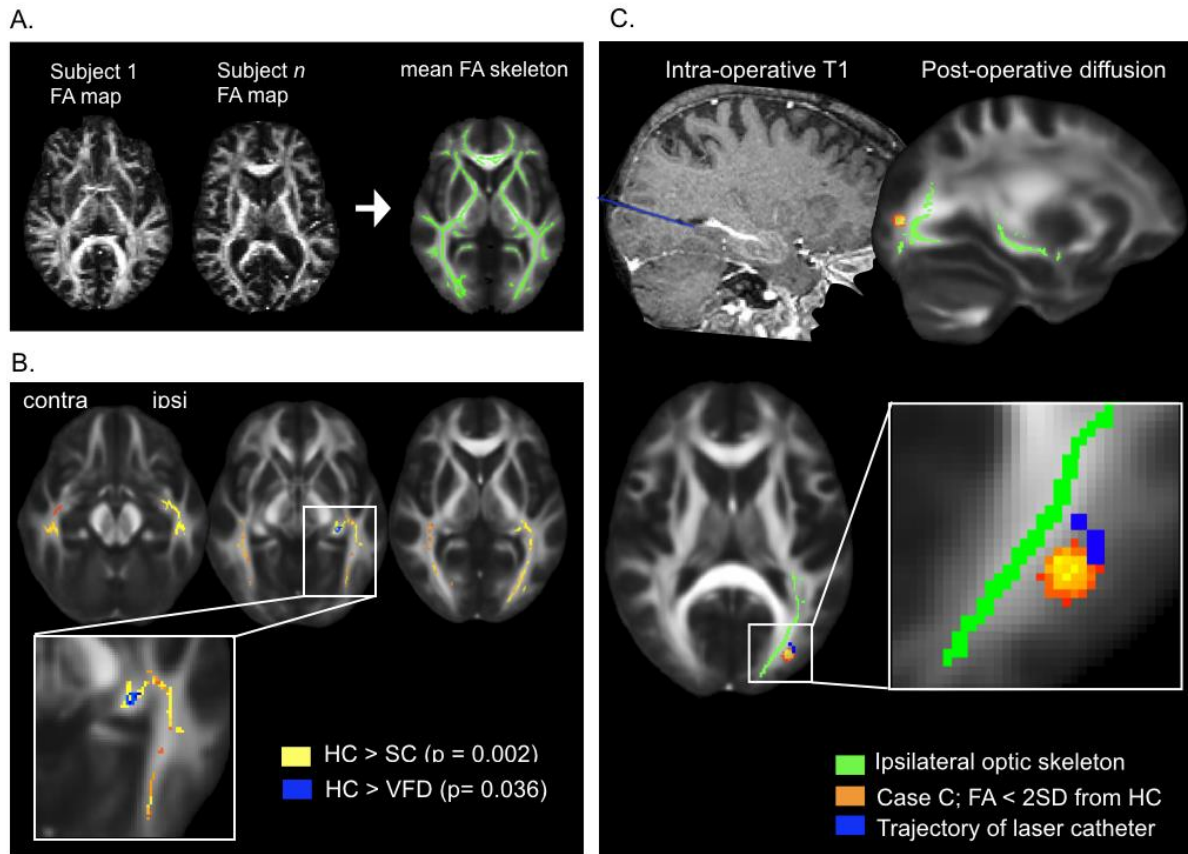 A.
Subject 1
FA map
Subject n
FA map
mean FA skeleton
B.
contra
ipsi
HC > SC (p = 0.002)
HC > VFD (p= 0.036)
C.
Intra-operative T1
Post-operative diffusion
Ipsilateral optic skeleton
Case C; FA < 2SD from HC
Trajectory of laser catheter